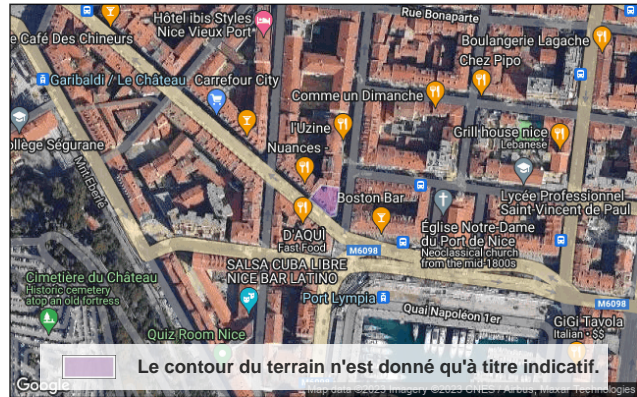 Rue Bonaparte
Hôtel ibis Styles
Nice Vieux Port
e Café Des Chineurs
Boulangerie Lagache
Chez Pipo
Garibaldi / Le Château
Carrefour City
Comme un Dimanche
l'Uzine
Grill house nice
Lebanese
ollège Ségurane
Nuances
Mnt/Eberlé
Boston Bar
Lycée Professionnel
Saint Vincent de Paul
Église Notre-Dame
du Port de Nice
Neoclassical church
from the mid-1800s
D'AQUÌ
Fast Food
M6098
SALSA CUBA LIBRE
NICE BAR LATINO
Cimetière du Château
Historic cemetery
atop an old fortress
Port Lympia
M6098
Quai Napoléon 1er
Quiz Room Nice
GiGi Tavola
Italian · $$
Le contour du terrain n'est donné qu'à titre indicatif.
Google
Map data ©2023 Imagery ©2023 CNES / Airbus, Maxar Technologies